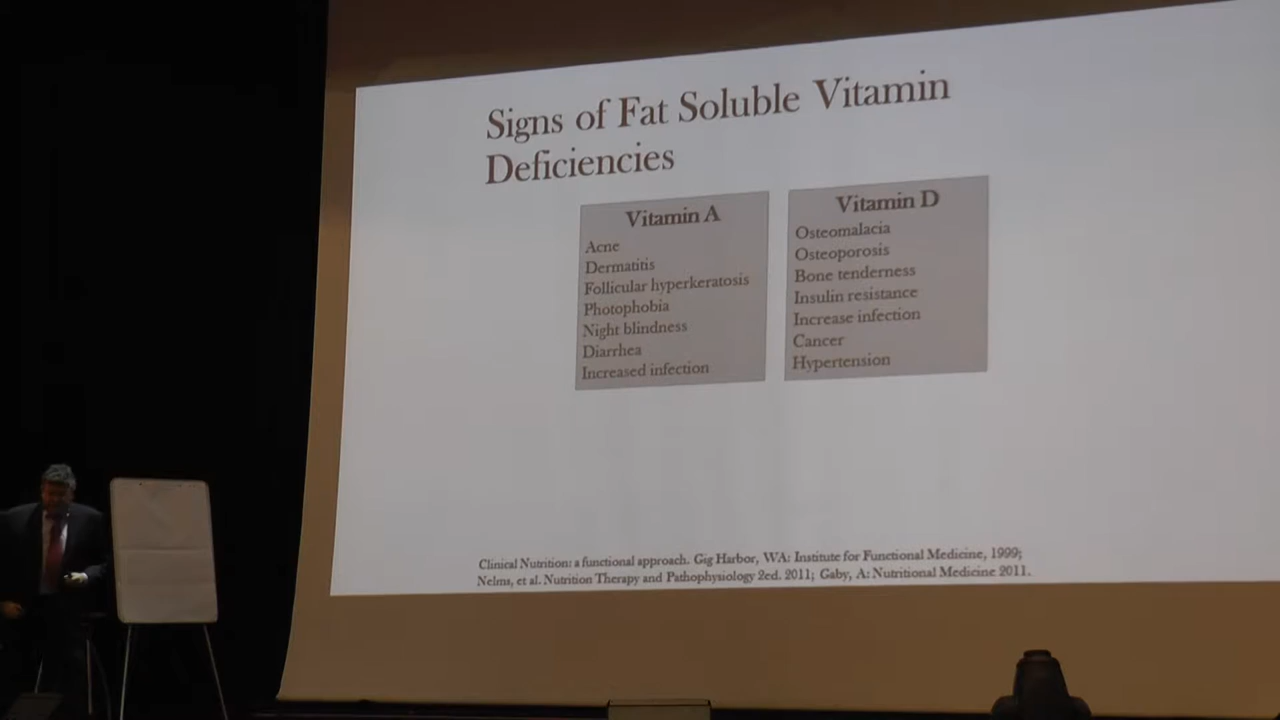 Signs of Fat Soluble Vitamin
Deficiencies
Vitamin A
Acne
Dermatitis
Follicular hyperkeratosis
Photophobia
Night blindness
Diarrhea
Increased infection
Vitamin D
Osteomalacia
Osteoporosis
Bone tenderness
Insulin resistance
Increase infection
Cancer
Hypertension
Clinical Nutrition: a functional approach. Gig Harbor, WA: Institute for Functional Medicine, 1999;
Nelms, et al. Nutrition Therapy and Pathophysiology 2ed. 2011; Gaby, A: Nutritional Medicine 2011.